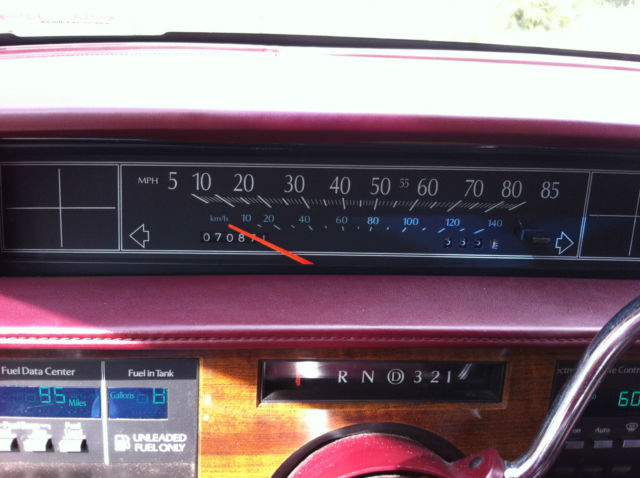 MPH 5 10 20 30 40 50 55 60 70 80 85
km/h 10 20 40 60 80 100 120 140
07087
Fuel Data Center Fuel in Tank
95 Miles Gallons 8
R N D 3 2 1
UNLEADED
FUEL ONLY
Auto
60